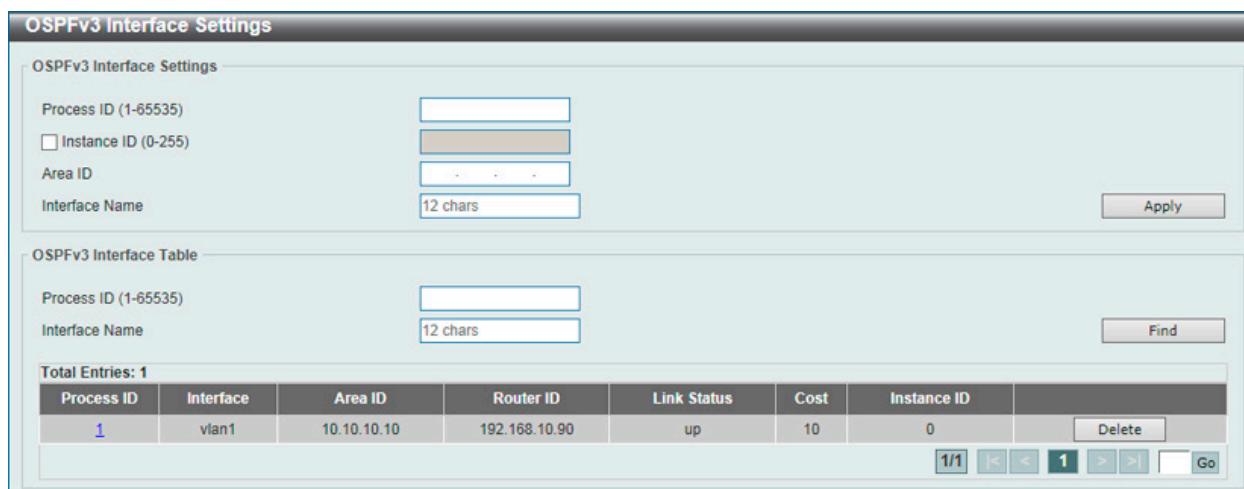 OSPFv3 Interface Settings
OSPFv3 Interface Settings
Process ID (1-65535)
Instance ID (0-255)
Area ID . . .
Interface Name 12 chars Apply
OSPFv3 Interface Table
Process ID (1-65535)
Interface Name 12 chars Find
Total Entries: 1
Process ID Interface Area ID Router ID Link Status Cost Instance ID
1 vlan1 10.10.10.10 192.168.10.90 up 10 0 Delete
1/1 |< < 1 > >| Go